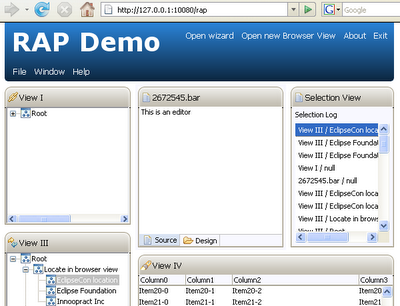 http://127.0.0.1:10080/rap
Google
RAP Demo
Open wizard Open new Browser View About Exit
File Window Help
View I
Root
2672545.bar
This is an editor
Source Design
Selection View
Selection Log
View III / EclipseCon loca
View III / Eclipse Foundat
View I / null
2672545.bar / null
View III / EclipseCon loca
View III / EclipseCon loca
View III / Locate in brows
View III / Root
View III
Root
Locate in browser view
EclipseCon location
Eclipse Foundation
Innoopract Inc
View IV
Column0 Column1 Column2 Column3
Item20-0 Item20-1 Item20-2 Item20
Item21-0 Item21-1 Item21-2 Item21